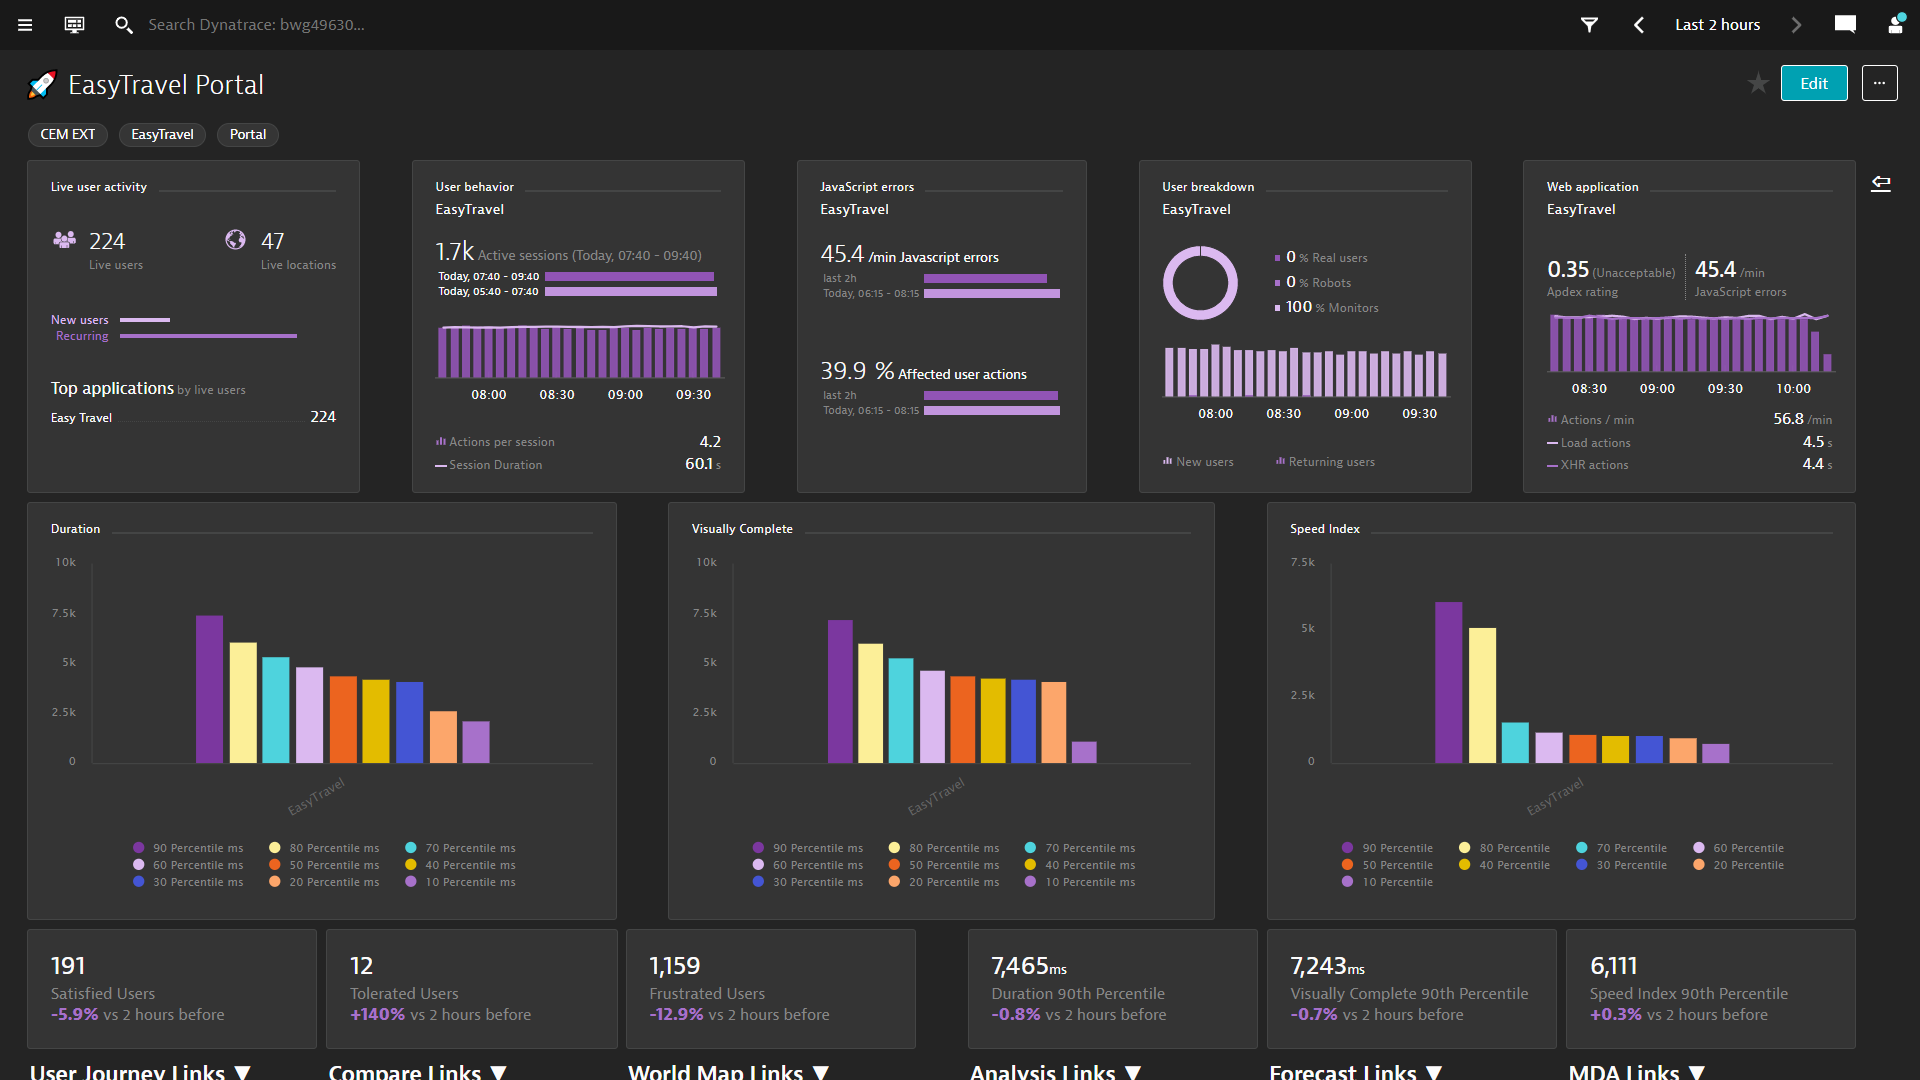 Search Dynatrace: bwg49630...
Last 2 hours
EasyTravel Portal
Edit
...
CEM EXT
EasyTravel
Portal
Live user activity
224
Live users
47
Live locations
New users
Recurring
Top applications by live users
Easy Travel 224
User behavior
EasyTravel
1.7k Active sessions (Today, 07:40 - 09:40)
Today, 07:40 - 09:40
Today, 05:40 - 07:40
08:00 08:30 09:00 09:30
Actions per session 4.2
Session Duration 60.1 s
JavaScript errors
EasyTravel
45.4 /min Javascript errors
last 2h
Today, 06:15 - 08:15
39.9 % Affected user actions
last 2h
Today, 06:15 - 08:15
User breakdown
EasyTravel
0 % Real users
0 % Robots
100 % Monitors
08:00 08:30 09:00 09:30
New users Returning users
Web application
EasyTravel
0.35 (Unacceptable)
Apdex rating
45.4 /min
JavaScript errors
08:30 09:00 09:30 10:00
Actions / min 56.8 /min
Load actions 4.5 s
XHR actions 4.4 s
Duration
10k
7.5k
5k
2.5k
0
EasyTravel
90 Percentile ms 80 Percentile ms 70 Percentile ms
60 Percentile ms 50 Percentile ms 40 Percentile ms
30 Percentile ms 20 Percentile ms 10 Percentile ms
Visually Complete
10k
7.5k
5k
2.5k
0
EasyTravel
90 Percentile ms 80 Percentile ms 70 Percentile ms
60 Percentile ms 50 Percentile ms 40 Percentile ms
30 Percentile ms 20 Percentile ms 10 Percentile ms
Speed Index
7.5k
5k
2.5k
0
EasyTravel
90 Percentile 80 Percentile 70 Percentile 60 Percentile
50 Percentile 40 Percentile 30 Percentile 20 Percentile
10 Percentile
191
Satisfied Users
-5.9% vs 2 hours before
12
Tolerated Users
+140% vs 2 hours before
1,159
Frustrated Users
-12.9% vs 2 hours before
7,465ms
Duration 90th Percentile
-0.8% vs 2 hours before
7,243ms
Visually Complete 90th Percentile
-0.7% vs 2 hours before
6,111
Speed Index 90th Percentile
+0.3% vs 2 hours before
User Journey Links ▼
Compare Links ▼
World Map Links ▼
Analysis Links ▼
Forecast Links ▼
MDA Links ▼